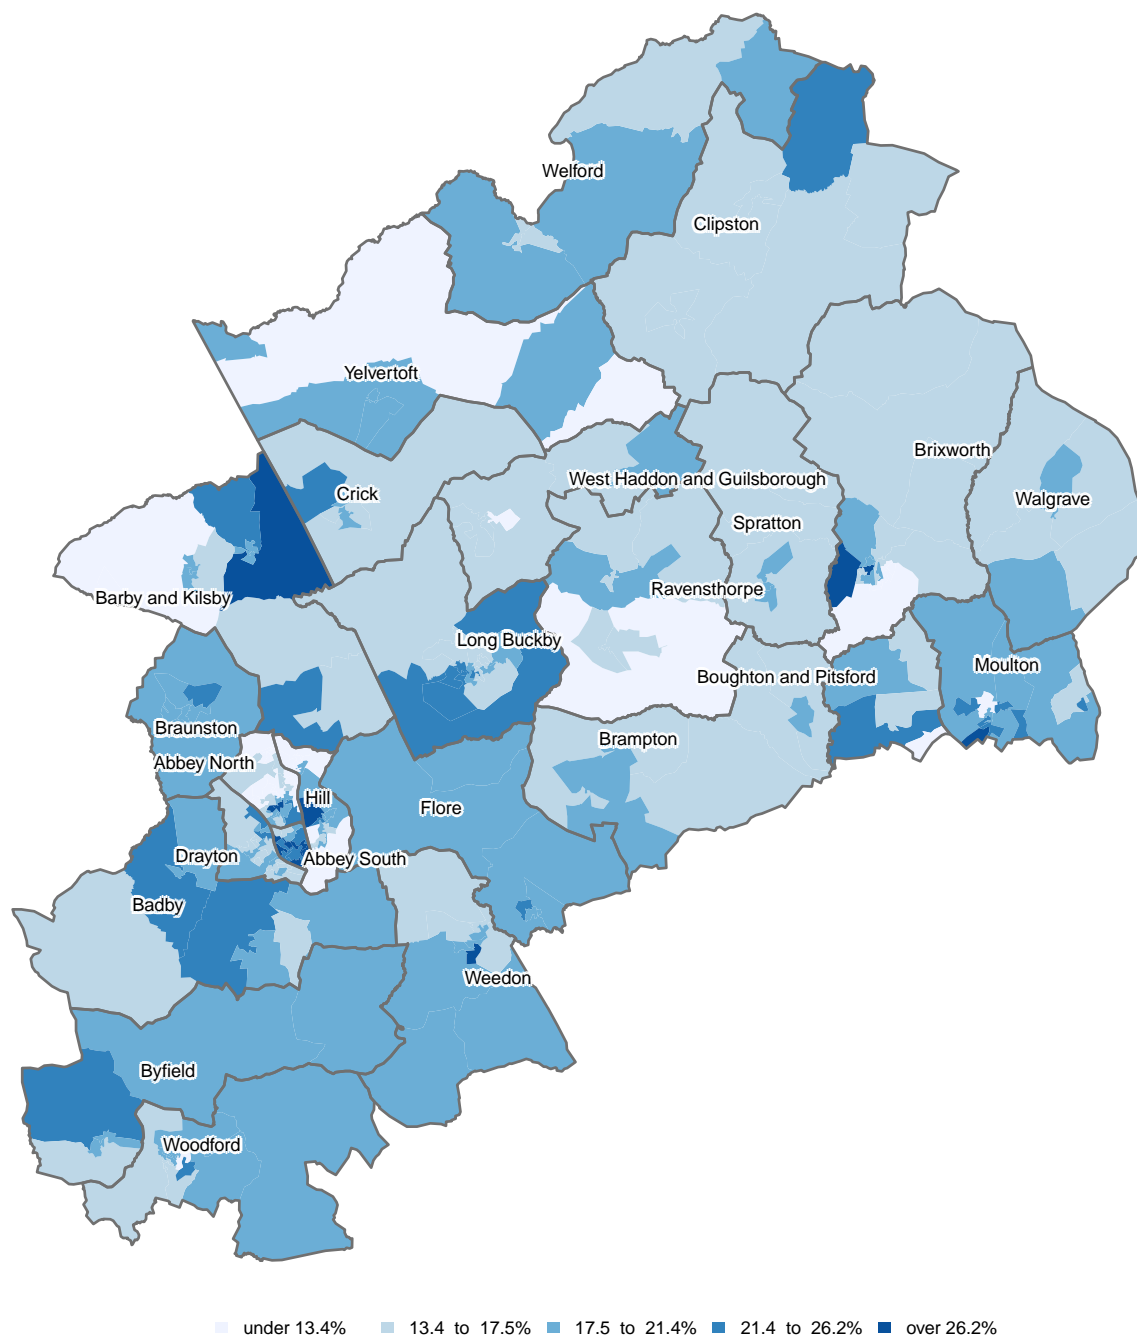 Welford
Clipston
Yelvertoft
Brixworth
West Haddon and Guilsborough
Crick
Walgrave
Spratton
Ravensthorpe
Barby and Kilsby
Long Buckby
Moulton
Boughton and Pitsford
Braunston
Brampton
Abbey North
Hill
Flore
Drayton
Abbey South
Badby
Weedon
Byfield
Woodford
under 13.4% 13.4 to 17.5% 17.5 to 21.4% 21.4 to 26.2% over 26.2%